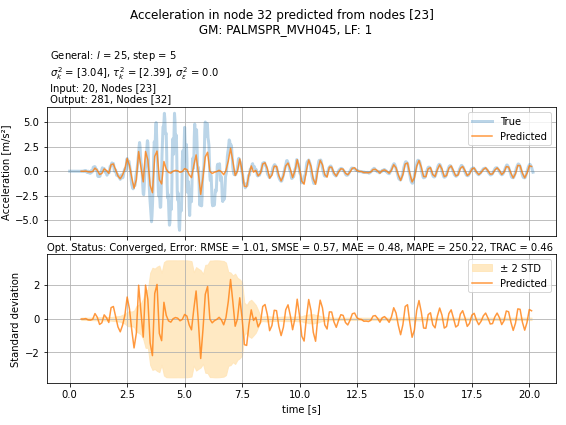 Acceleration in node 32 predicted from nodes [23]
GM: PALMSPR_MVH045, LF: 1
General: l = 25, step = 5
σ²ₖ = [3.04], τ²ₖ = [2.39], σ²ε = 0.0
Input: 20, Nodes [23]
Output: 281, Nodes [32]
Acceleration [m/s²]
5.0
2.5
0.0
−2.5
−5.0
True
Predicted
Opt. Status: Converged, Error: RMSE = 1.01, SMSE = 0.57, MAE = 0.48, MAPE = 250.22, TRAC = 0.46
Standard deviation
2
0
−2
± 2 STD
Predicted
0.0 2.5 5.0 7.5 10.0 12.5 15.0 17.5 20.0
time [s]